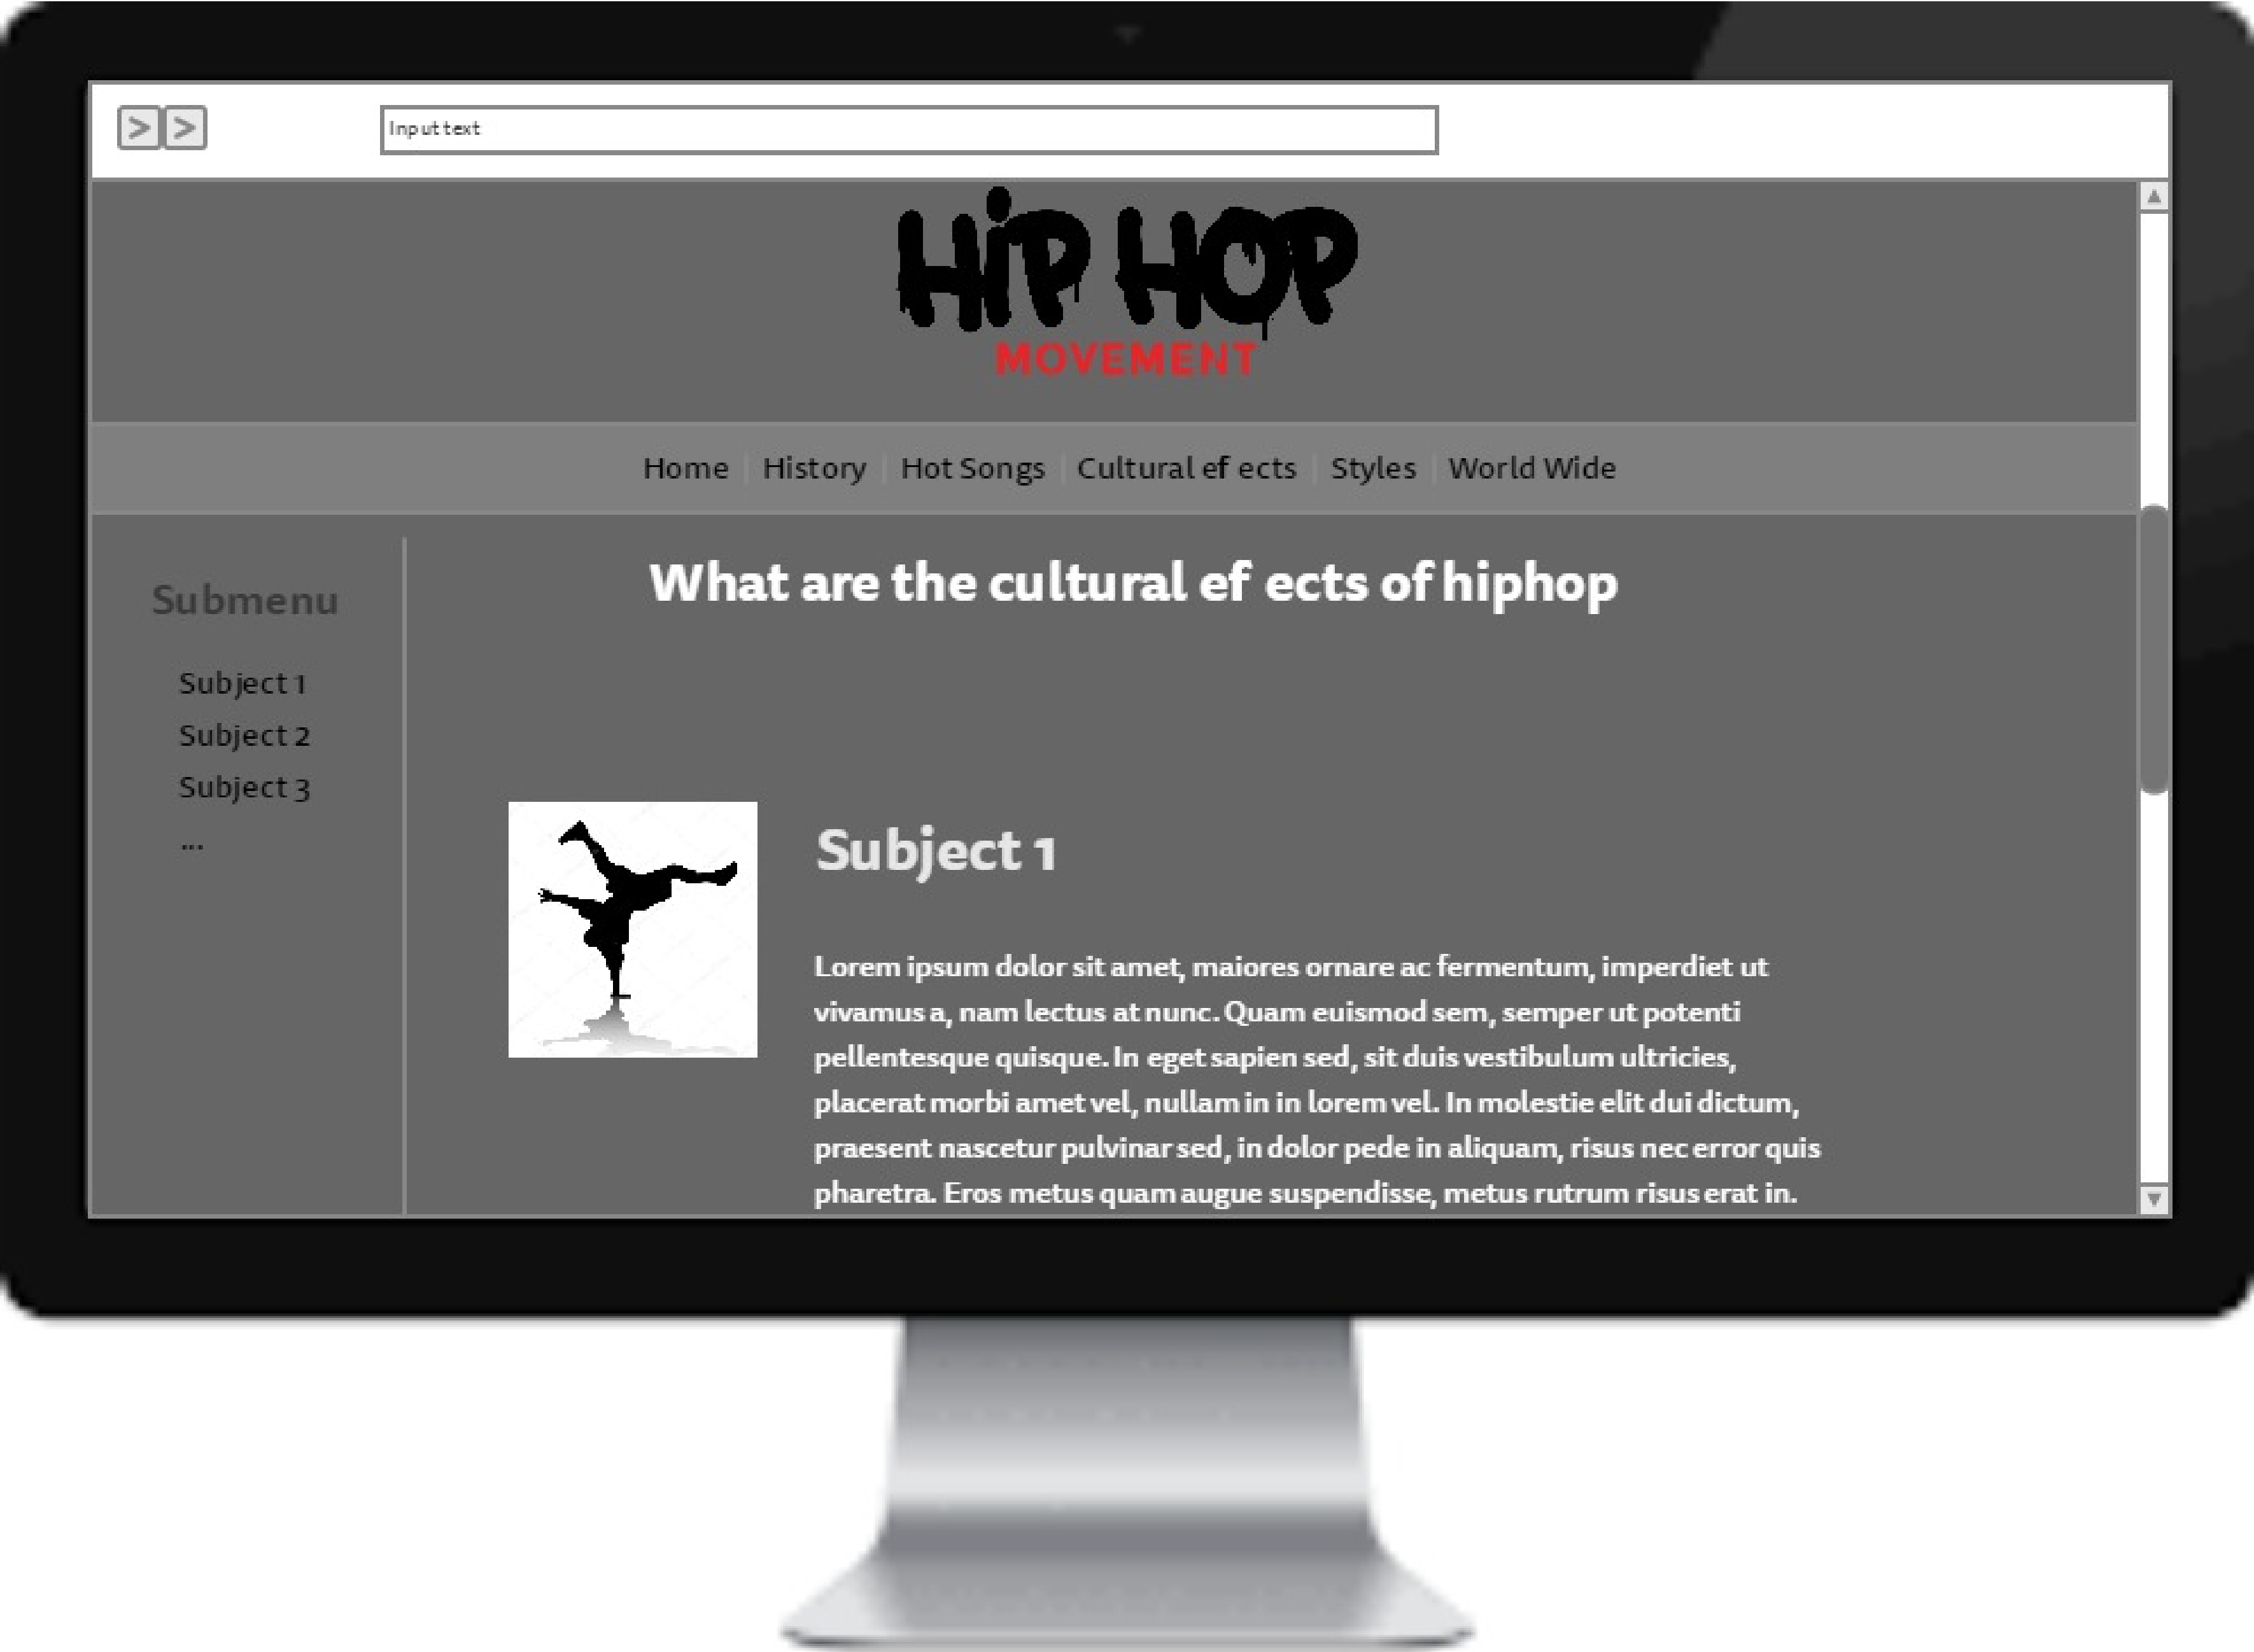 > >
Input text
HiP HOP
MOVEMENT
Home | History | Hot Songs | Cultural ef ects | Styles | World Wide
What are the cultural ef ects of hiphop
Submenu
Subject 1
Subject 2
Subject 3
...
Subject 1
Lorem ipsum dolor sit amet, maiores ornare ac fermentum, imperdiet ut
vivamus a, nam lectus at nunc. Quam euismod sem, semper ut potenti
pellentesque quisque. In eget sapien sed, sit duis vestibulum ultricies,
placerat morbi amet vel, nullam in in lorem vel. In molestie elit dui dictum,
praesent nascetur pulvinar sed, in dolor pede in aliquam, risus nec error quis
pharetra. Eros metus quam augue suspendisse, metus rutrum risus erat in.